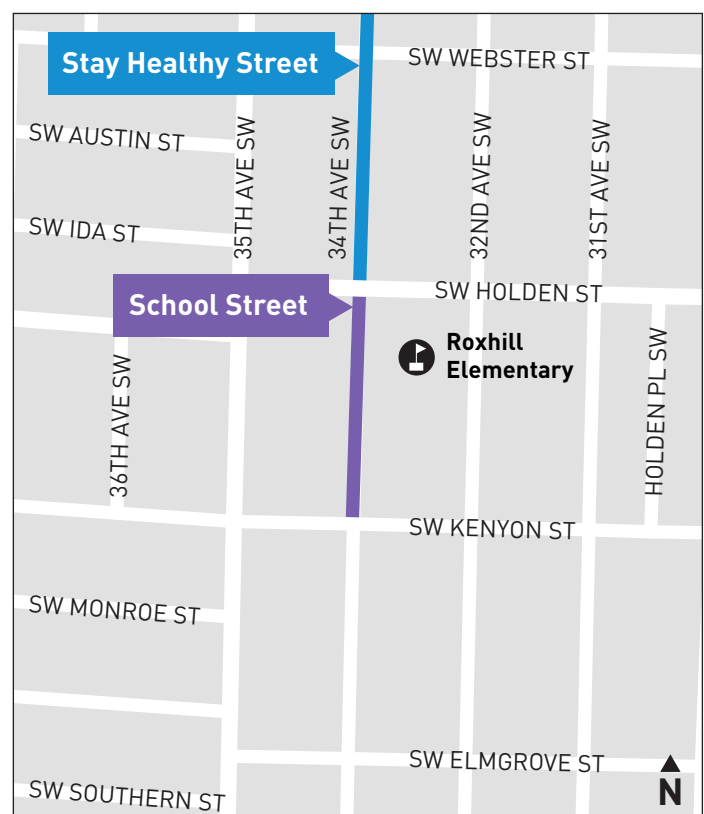 Stay Healthy Street
SW WEBSTER ST
SW AUSTIN ST
35TH AVE SW
34TH AVE SW
32ND AVE SW
31ST AVE SW
SW IDA ST
SW HOLDEN ST
School Street
Roxhill
Elementary
HOLDEN PL SW
36TH AVE SW
SW KENYON ST
SW MONROE ST
SW ELMGROVE ST
N
SW SOUTHERN ST